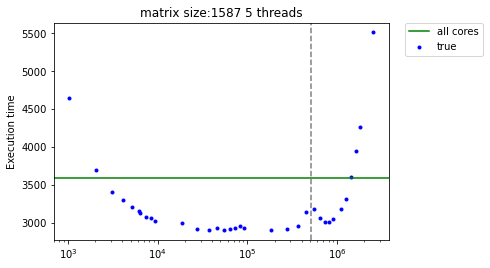 matrix size:1587 5 threads
all cores
true
Execution time
5500
5000
4500
4000
3500
3000
10³ 10⁴ 10⁵ 10⁶